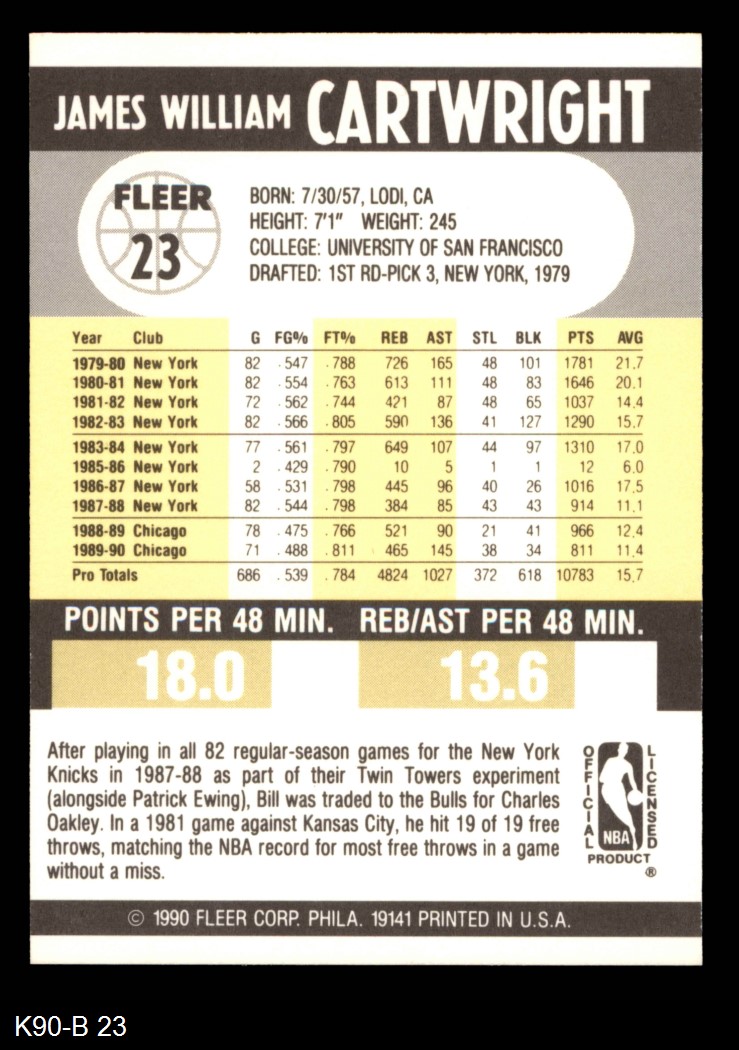 JAMES WILLIAM CARTWRIGHT
FLEER
23
BORN: 7/30/57, LODI, CA
HEIGHT: 7'1" WEIGHT: 245
COLLEGE: UNIVERSITY OF SAN FRANCISCO
DRAFTED: 1ST RD-PICK 3, NEW YORK, 1979
Year Club G FG% FT% REB AST STL BLK PTS AVG
1979-80 New York 82 .547 .788 726 165 48 101 1781 21.7
1980-81 New York 82 .554 .763 613 111 48 83 1646 20.1
1981-82 New York 72 .562 .744 421 87 48 65 1037 14.4
1982-83 New York 82 .566 .805 590 136 41 127 1290 15.7
1983-84 New York 77 .561 .797 649 107 44 97 1310 17.0
1985-86 New York 2 .429 .790 10 5 1 1 12 6.0
1986-87 New York 58 .531 .798 445 96 40 26 1016 17.5
1987-88 New York 82 .544 .798 384 85 43 43 914 11.1
1988-89 Chicago 78 .475 .766 521 90 21 41 966 12.4
1989-90 Chicago 71 .488 .811 465 145 38 34 811 11.4
Pro Totals 686 .539 .784 4824 1027 372 618 10783 15.7
POINTS PER 48 MIN. REB/AST PER 48 MIN.
18.0 13.6
After playing in all 82 regular-season games for the New York
Knicks in 1987-88 as part of their Twin Towers experiment
(alongside Patrick Ewing), Bill was traded to the Bulls for Charles
Oakley. In a 1981 game against Kansas City, he hit 19 of 19 free
throws, matching the NBA record for most free throws in a game
without a miss.
OFFICIAL
LICENSED
NBA
PRODUCT
®
© 1990 FLEER CORP. PHILA. 19141 PRINTED IN U.S.A.
K90-B 23